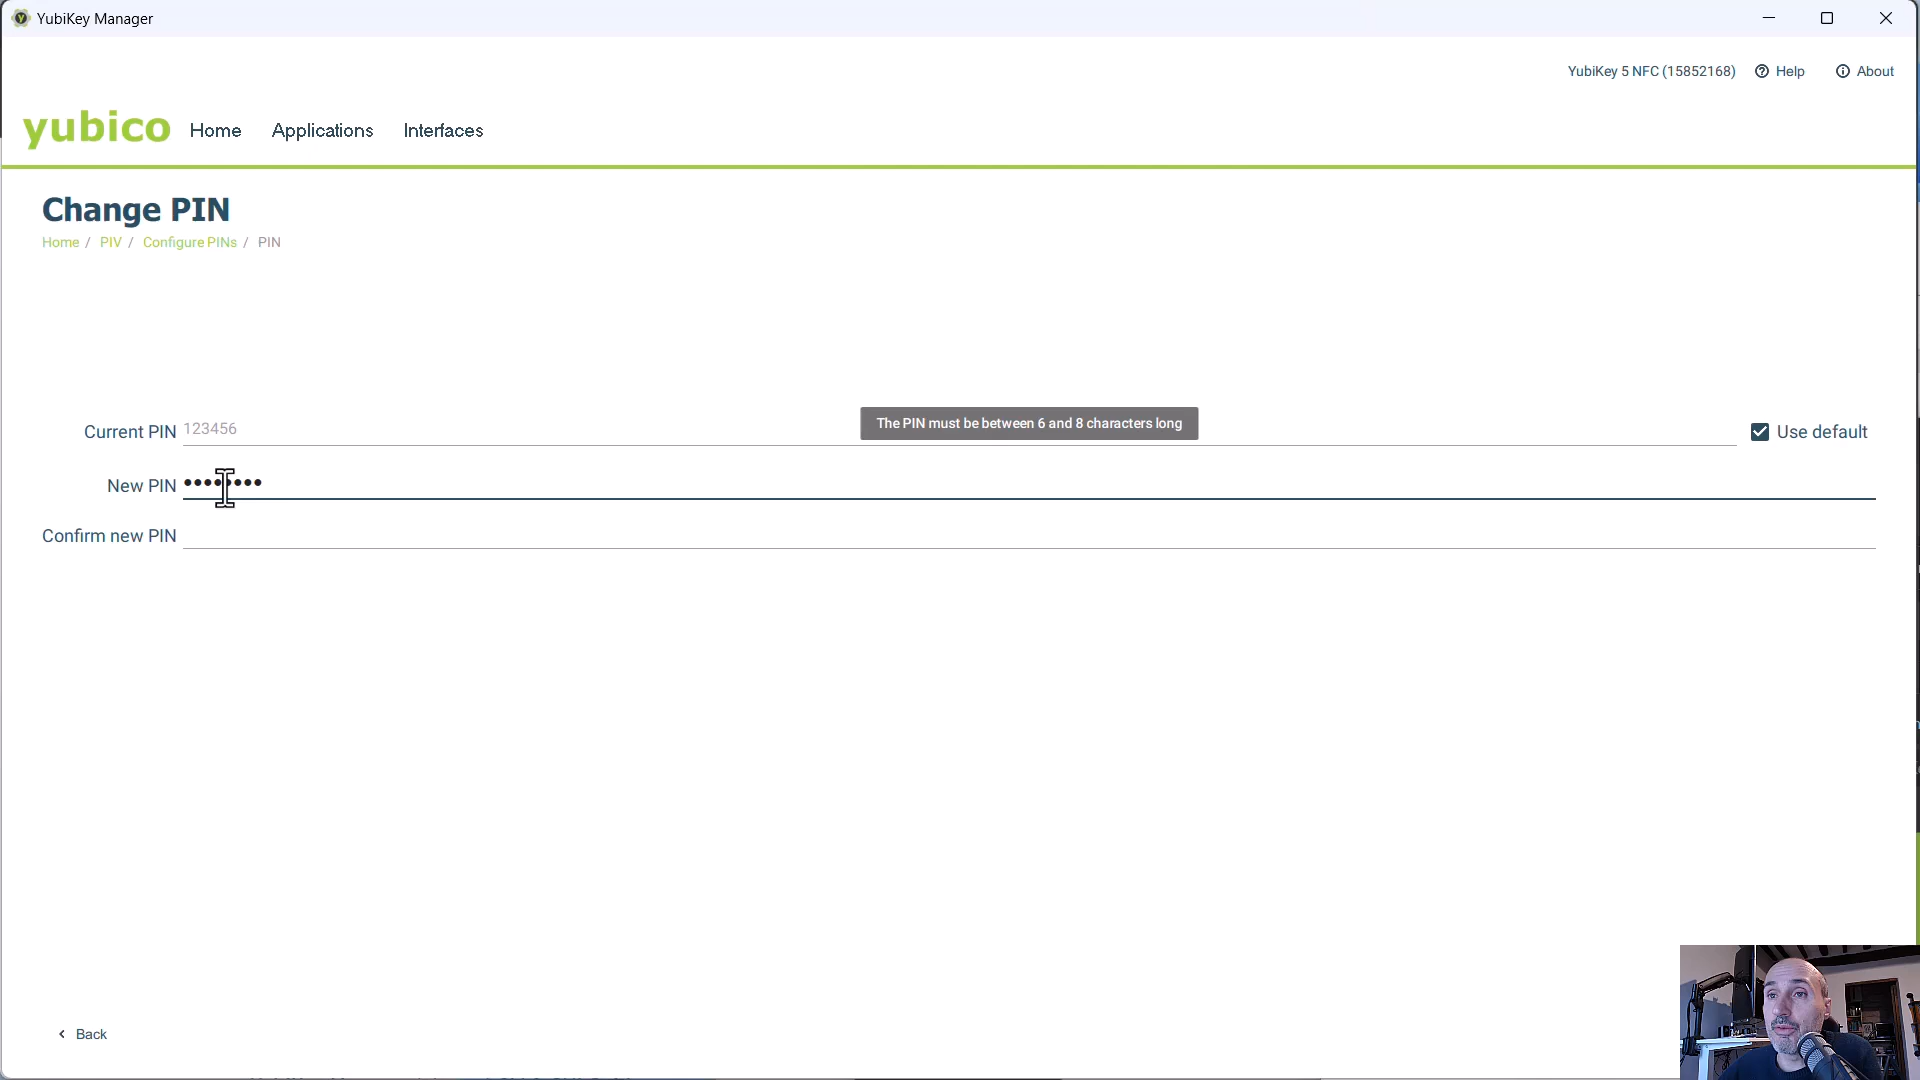 YubiKey Manager
YubiKey 5 NFC (15852168) Help About
yubico Home Applications Interfaces
Change PIN
Home / PIV / Configure PINs / PIN
The PIN must be between 6 and 8 characters long
Current PIN 123456 Use default
New PIN ••••••••
Confirm new PIN
Back